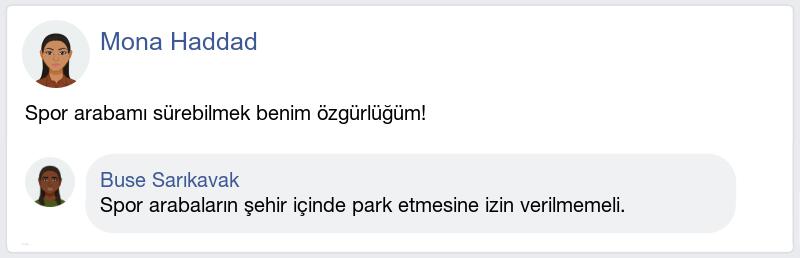 Mona Haddad
Spor arabamı sürebilmek benim özgürlüğüm!
Buse Sarıkavak
Spor arabaların şehir içinde park etmesine izin verilmemeli.